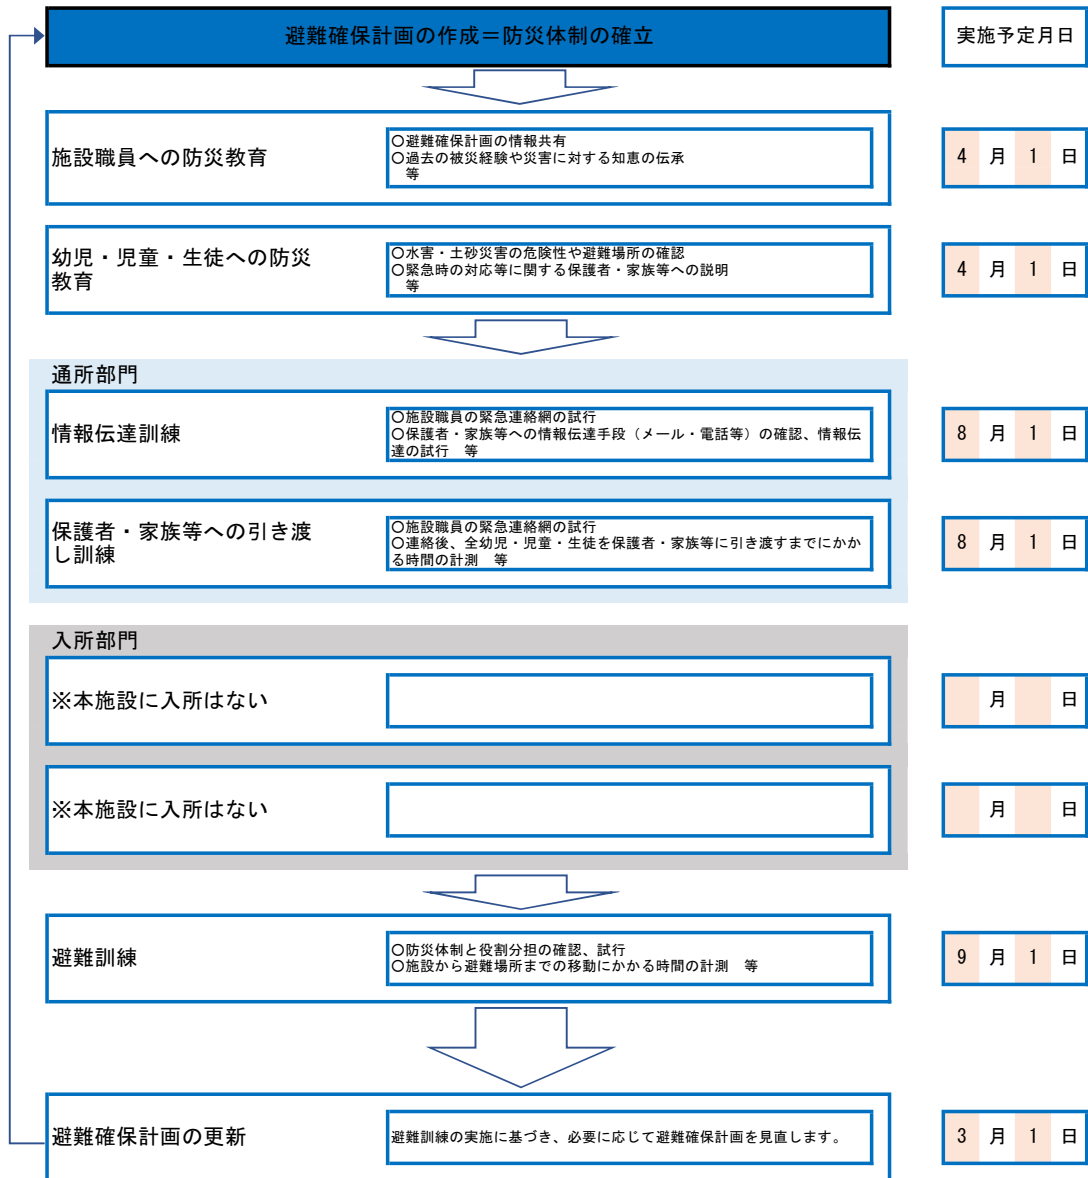 避難確保計画の作成＝防災体制の確立
実施予定月日
施設職員への防災教育
〇避難確保計画の情報共有
〇過去の被災経験や災害に対する知恵の伝承
等
4 月 1 日
幼児・児童・生徒への防災
教育
〇水害・土砂災害の危険性や避難場所の確認
〇緊急時の対応等に関する保護者・家族等への説明
等
4 月 1 日
通所部門
情報伝達訓練
〇施設職員の緊急連絡網の試行
〇保護者・家族等への情報伝達手段（メール・電話等）の確認、情報伝
達の試行　等
8 月 1 日
保護者・家族等への引き渡
し訓練
〇施設職員の緊急連絡網の試行
〇連絡後、全幼児・児童・生徒を保護者・家族等に引き渡すまでにかか
る時間の計測　等
8 月 1 日
入所部門
※本施設に入所はない
月 日
※本施設に入所はない
月 日
避難訓練
〇防災体制と役割分担の確認、試行
〇施設から避難場所までの移動にかかる時間の計測　等
9 月 1 日
避難確保計画の更新
避難訓練の実施に基づき、必要に応じて避難確保計画を見直します。
3 月 1 日